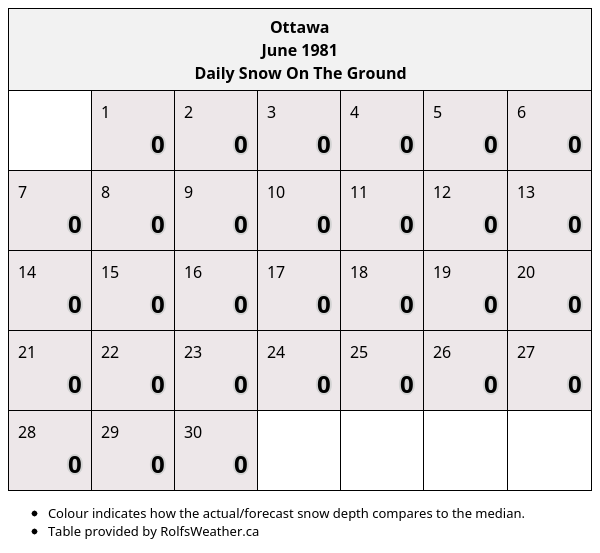 Ottawa
June 1981
Daily Snow On The Ground
1 2 3 4 5 6
0 0 0 0 0 0
7 8 9 10 11 12 13
0 0 0 0 0 0 0
14 15 16 17 18 19 20
0 0 0 0 0 0 0
21 22 23 24 25 26 27
0 0 0 0 0 0 0
28 29 30
0 0 0
• Colour indicates how the actual/forecast snow depth compares to the median.
• Table provided by RolfsWeather.ca